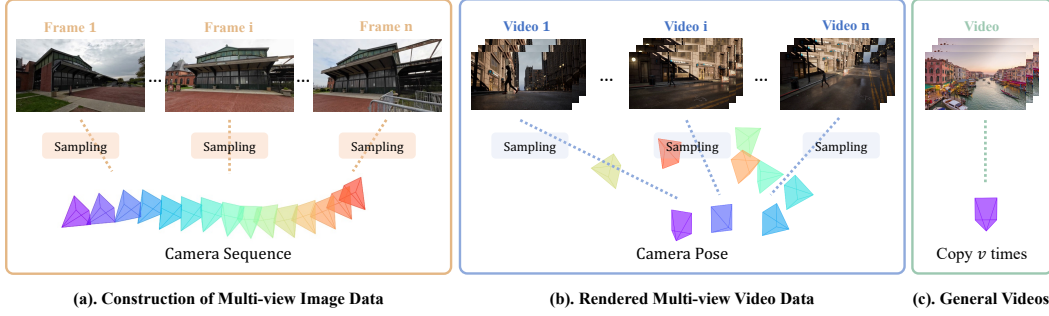 Frame 1 Frame i Frame n
... ...
Sampling Sampling Sampling
Camera Sequence
(a). Construction of Multi-view Image Data
Video 1 Video i Video n
... ...
Sampling Sampling Sampling
Camera Pose
(b). Rendered Multi-view Video Data
Video
Copy v times
(c). General Videos